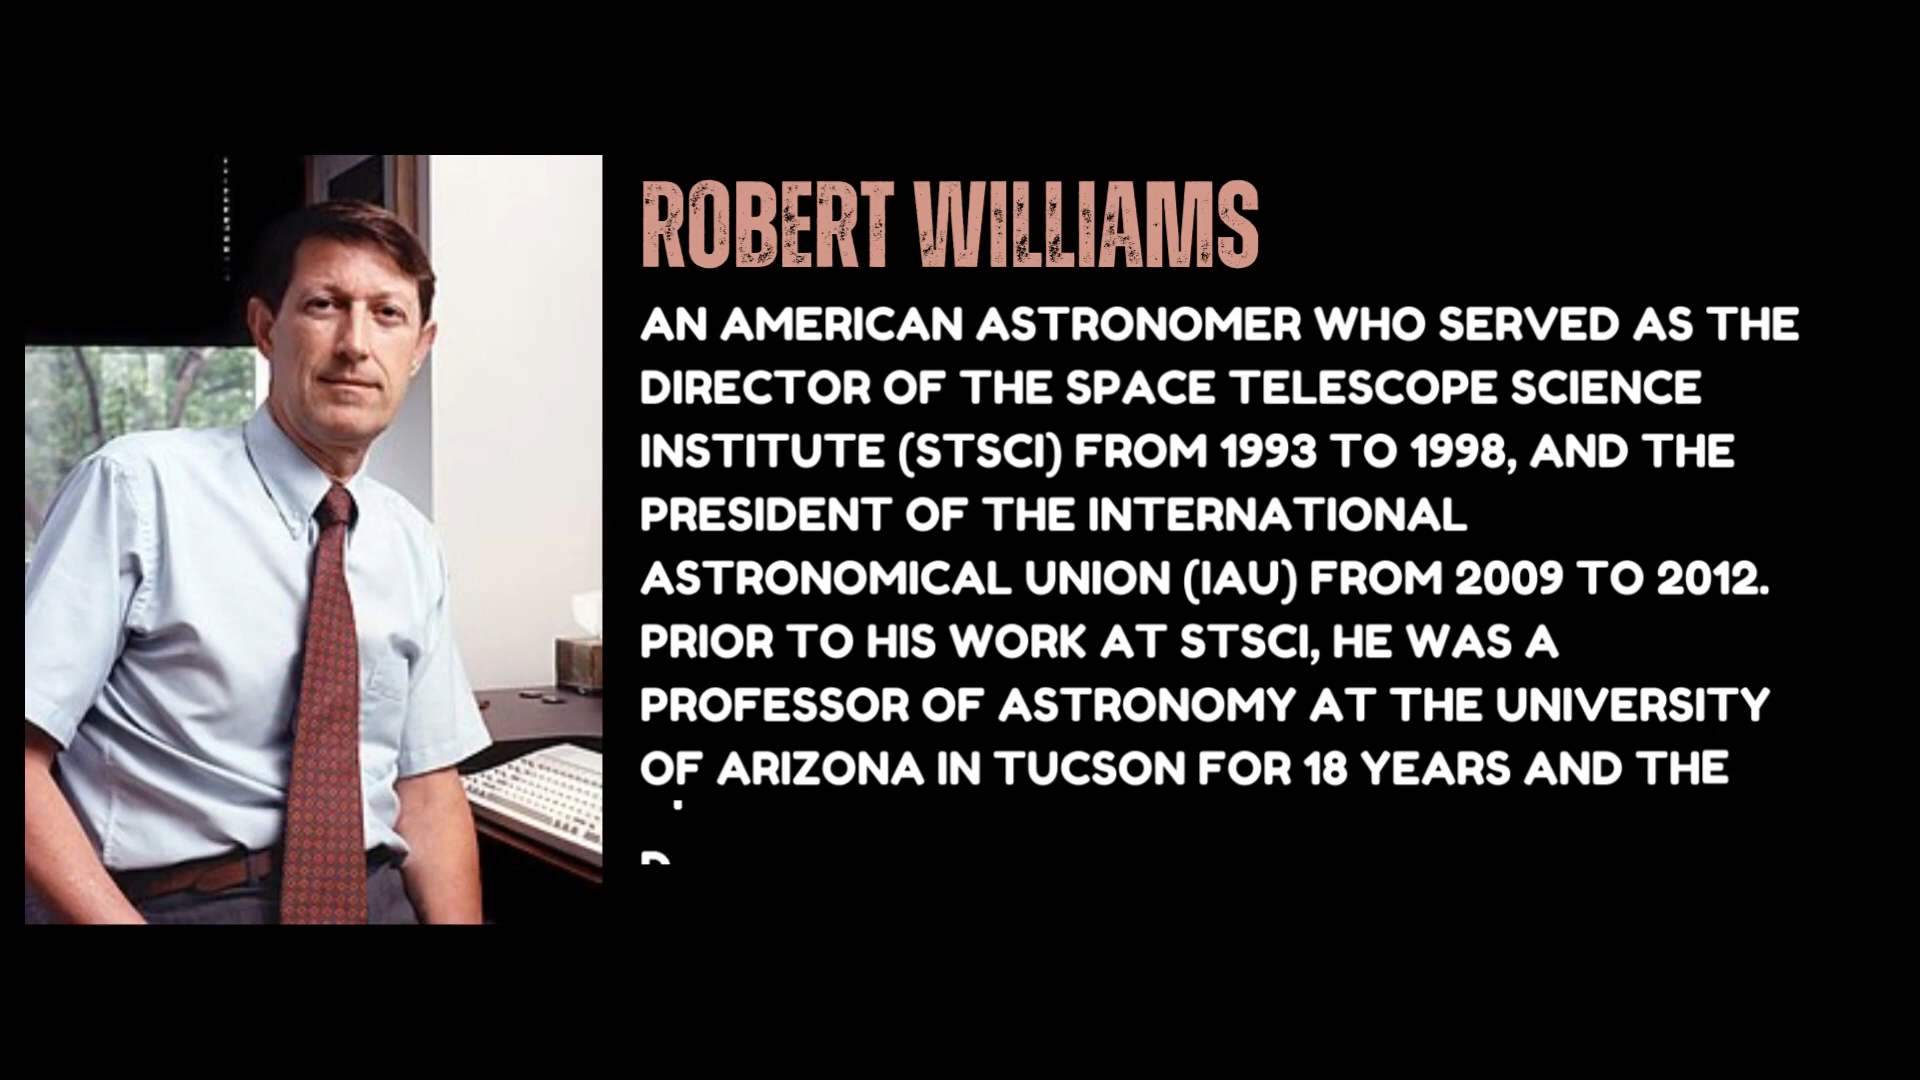 ROBERT WILLIAMS
AN AMERICAN ASTRONOMER WHO SERVED AS THE
DIRECTOR OF THE SPACE TELESCOPE SCIENCE
INSTITUTE (STSCI) FROM 1993 TO 1998, AND THE
PRESIDENT OF THE INTERNATIONAL
ASTRONOMICAL UNION (IAU) FROM 2009 TO 2012.
PRIOR TO HIS WORK AT STSCI, HE WAS A
PROFESSOR OF ASTRONOMY AT THE UNIVERSITY
OF ARIZONA IN TUCSON FOR 18 YEARS AND THE